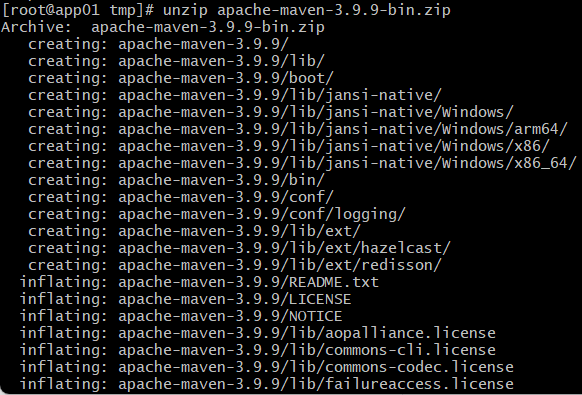 [root@app01 tmp]# unzip apache-maven-3.9.9-bin.zip
Archive:  apache-maven-3.9.9-bin.zip
   creating: apache-maven-3.9.9/
   creating: apache-maven-3.9.9/lib/
   creating: apache-maven-3.9.9/boot/
   creating: apache-maven-3.9.9/lib/jansi-native/
   creating: apache-maven-3.9.9/lib/jansi-native/Windows/
   creating: apache-maven-3.9.9/lib/jansi-native/Windows/arm64/
   creating: apache-maven-3.9.9/lib/jansi-native/Windows/x86/
   creating: apache-maven-3.9.9/lib/jansi-native/Windows/x86_64/
   creating: apache-maven-3.9.9/bin/
   creating: apache-maven-3.9.9/conf/
   creating: apache-maven-3.9.9/conf/logging/
   creating: apache-maven-3.9.9/lib/ext/
   creating: apache-maven-3.9.9/lib/ext/hazelcast/
   creating: apache-maven-3.9.9/lib/ext/redisson/
  inflating: apache-maven-3.9.9/README.txt
  inflating: apache-maven-3.9.9/LICENSE
  inflating: apache-maven-3.9.9/NOTICE
  inflating: apache-maven-3.9.9/lib/aopalliance.license
  inflating: apache-maven-3.9.9/lib/commons-cli.license
  inflating: apache-maven-3.9.9/lib/commons-codec.license
  inflating: apache-maven-3.9.9/lib/failureaccess.license